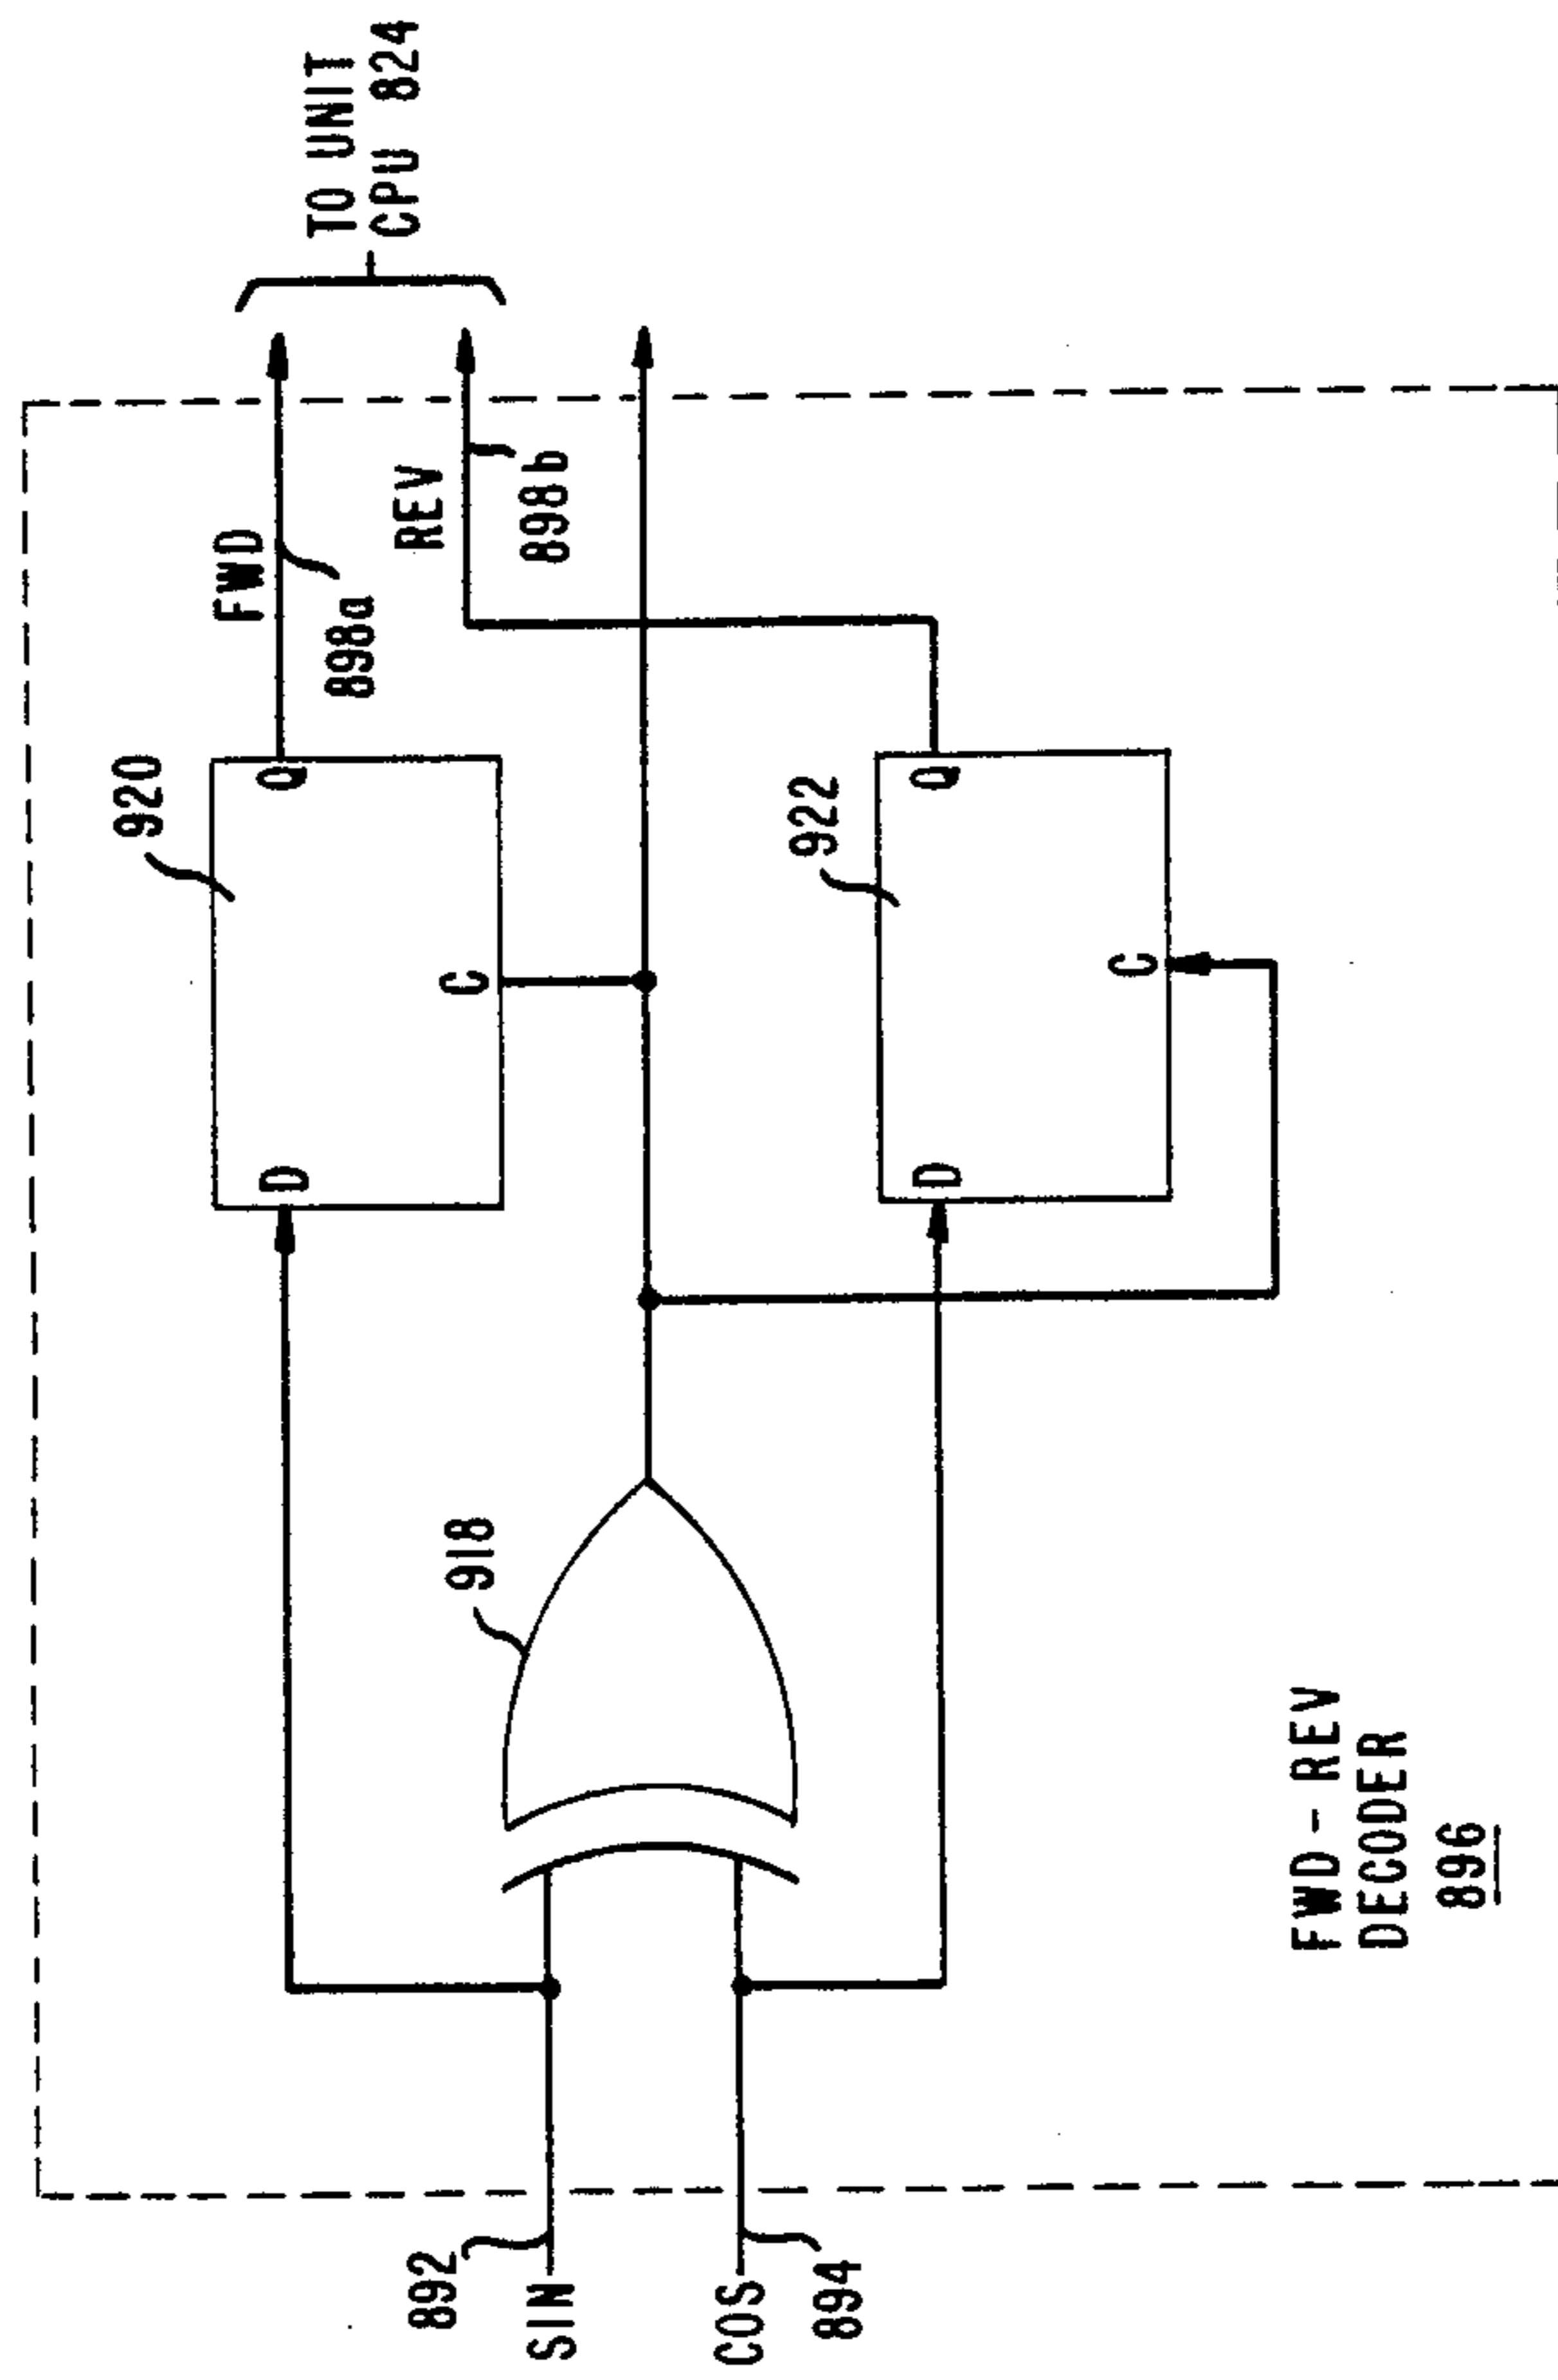 892
SIN
COS
894
918
920
D
C
Q
922
D
C
Q
FWD
898a
REV
898b
TO UNIT
CPU 824
FWD-REV
DECODER
896